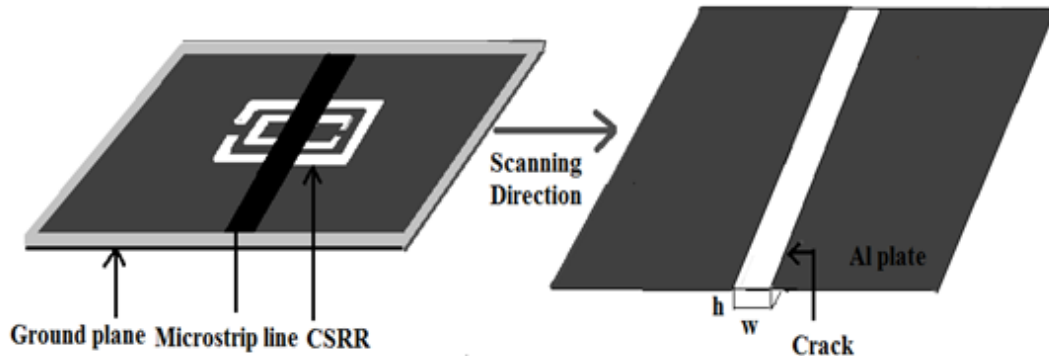 Scanning
Direction
Al plate
h
w
Ground plane
Microstrip line
CSRR
Crack